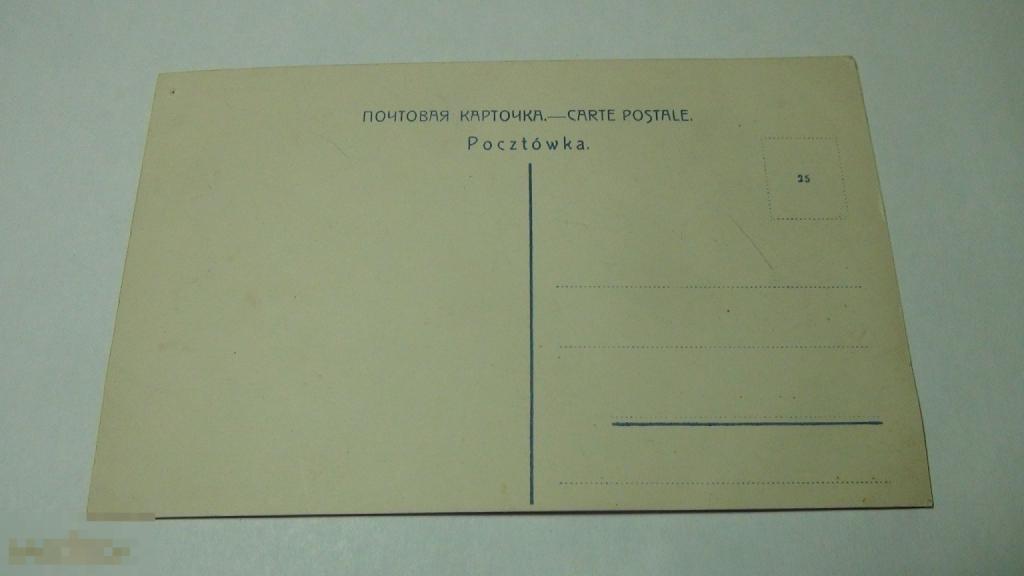 ПОЧТОВАЯ КАРТОЧКА.—CARTE POSTALE.
Pocztówka.
25